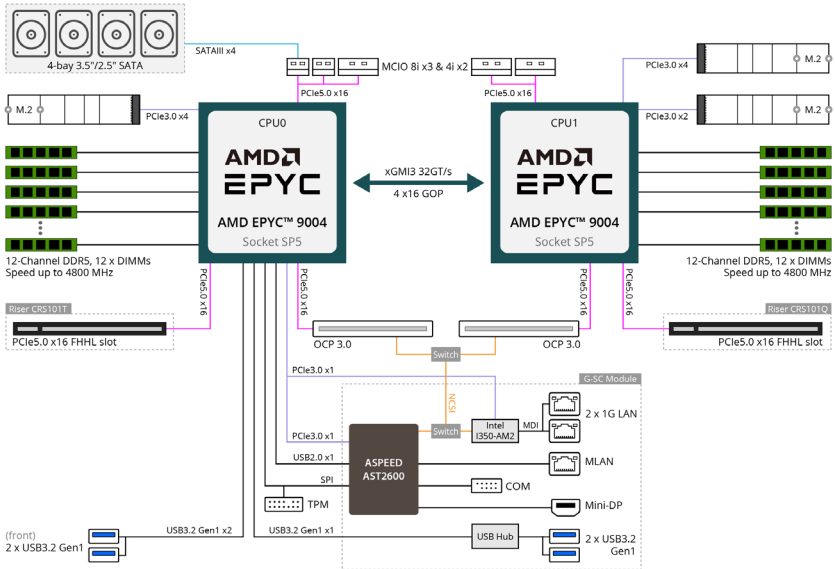 4-bay 3.5"/2.5" SATA
SATAIII x4
MCIO 8i x3 & 4i x2
PCIe5.0 x16
PCIe5.0 x16
PCIe3.0 x4
M.2
M.2
PCIe3.0 x4
PCIe3.0 x2
M.2
CPU0
AMD
EPYC
AMD EPYC™ 9004
Socket SP5
xGMI3 32GT/s
4 x16 GOP
CPU1
AMD
EPYC
AMD EPYC™ 9004
Socket SP5
12-Channel DDR5, 12 x DIMMs
Speed up to 4800 MHz
12-Channel DDR5, 12 x DIMMs
Speed up to 4800 MHz
PCIe5.0
x16
PCIe5.0
x16
PCIe5.0
x16
PCIe5.0
x16
Riser CRS101T
PCIe5.0 x16 FHHL slot
OCP 3.0
OCP 3.0
Riser CRS101Q
PCIe5.0 x16 FHHL slot
Switch
PCIe3.0 x1
NCSI
G-SC Module
Switch
Intel
I350-AM2
MDI
2 x 1G LAN
PCIe3.0 x1
USB2.0 x1
ASPEED
AST2600
MLAN
SPI
TPM
COM
Mini-DP
(front)
2 x USB3.2 Gen1
USB3.2 Gen1 x2
USB3.2 Gen1 x1
USB Hub
2 x USB3.2
Gen1